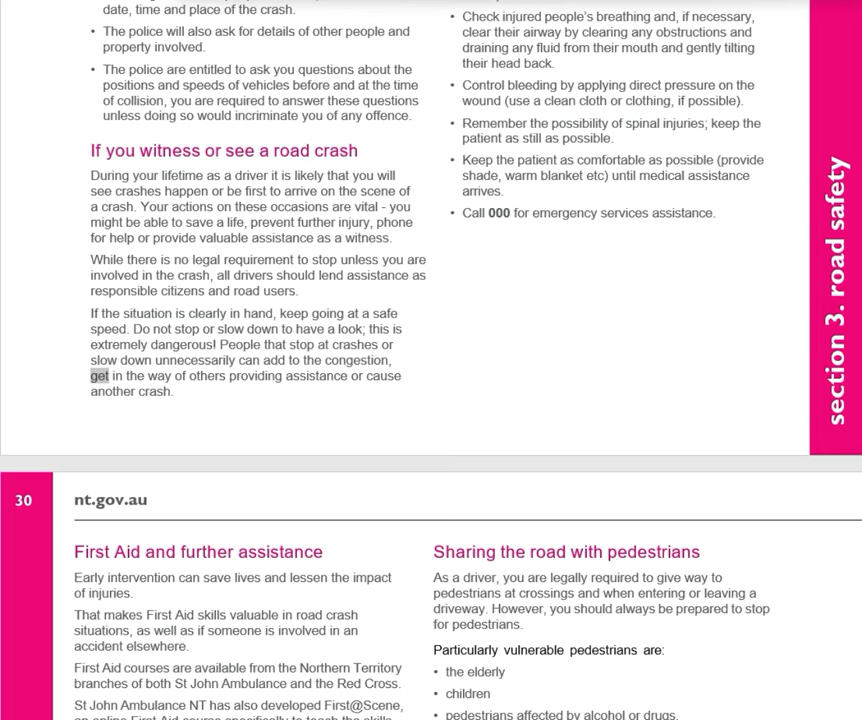 date, time and place of the crash.
• The police will also ask for details of other people and
property involved.
• The police are entitled to ask you questions about the
positions and speeds of vehicles before and at the time
of collision, you are required to answer these questions
unless doing so would incriminate you of any offence.
If you witness or see a road crash
During your lifetime as a driver it is likely that you will
see crashes happen or be first to arrive on the scene of
a crash. Your actions on these occasions are vital - you
might be able to save a life, prevent further injury, phone
for help or provide valuable assistance as a witness.
While there is no legal requirement to stop unless you are
involved in the crash, all drivers should lend assistance as
responsible citizens and road users.
If the situation is clearly in hand, keep going at a safe
speed. Do not stop or slow down to have a look; this is
extremely dangerous! People that stop at crashes or
slow down unnecessarily can add to the congestion,
get in the way of others providing assistance or cause
another crash.
• Check injured people's breathing and, if necessary,
clear their airway by clearing any obstructions and
draining any fluid from their mouth and gently tilting
their head back.
• Control bleeding by applying direct pressure on the
wound (use a clean cloth or clothing, if possible).
• Remember the possibility of spinal injuries; keep the
patient as still as possible.
• Keep the patient as comfortable as possible (provide
shade, warm blanket etc) until medical assistance
arrives.
• Call 000 for emergency services assistance.
section 3. road safety
30
nt.gov.au
First Aid and further assistance
Early intervention can save lives and lessen the impact
of injuries.
That makes First Aid skills valuable in road crash
situations, as well as if someone is involved in an
accident elsewhere.
First Aid courses are available from the Northern Territory
branches of both St John Ambulance and the Red Cross.
St John Ambulance NT has also developed First@Scene,
an online First Aid course specifically to teach the skills
Sharing the road with pedestrians
As a driver, you are legally required to give way to
pedestrians at crossings and when entering or leaving a
driveway. However, you should always be prepared to stop
for pedestrians.
Particularly vulnerable pedestrians are:
• the elderly
• children
• pedestrians affected by alcohol or drugs.